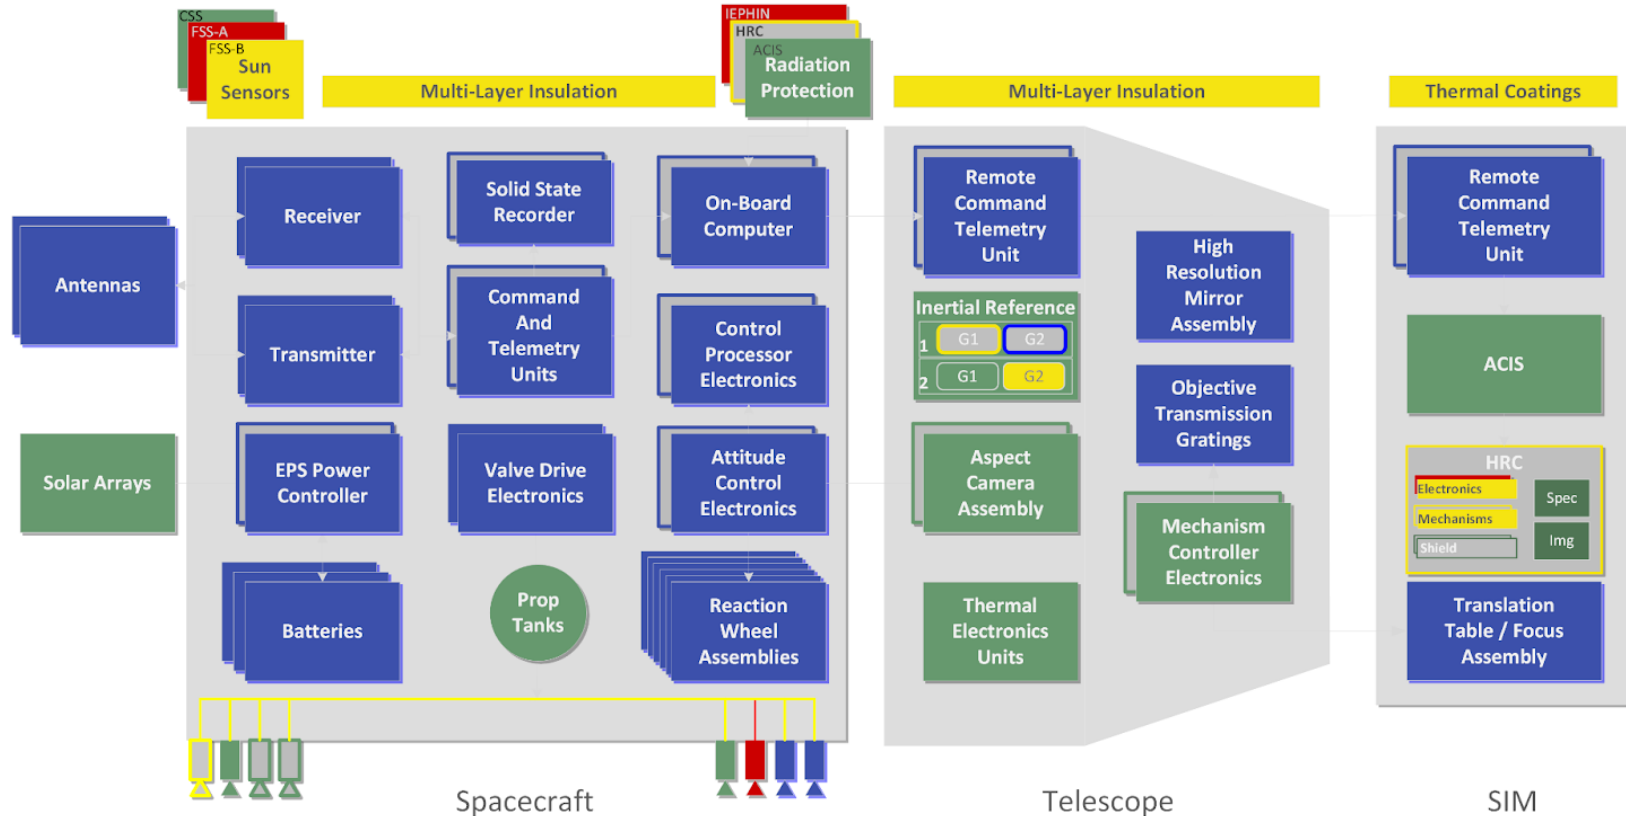 CSS
FSS-A
FSS-B
Sun
Sensors
Multi-Layer Insulation
IEPHIN
HRC
ACIS
Radiation
Protection
Multi-Layer Insulation
Thermal Coatings
Antennas
Solar Arrays
Receiver
Transmitter
EPS Power
Controller
Batteries
Solid State
Recorder
Command
And
Telemetry
Units
Valve Drive
Electronics
Prop
Tanks
On-Board
Computer
Control
Processor
Electronics
Attitude
Control
Electronics
Reaction
Wheel
Assemblies
Remote
Command
Telemetry
Unit
Inertial Reference
1 G1 G2
2 G1 G2
Aspect
Camera
Assembly
Thermal
Electronics
Units
High
Resolution
Mirror
Assembly
Objective
Transmission
Gratings
Mechanism
Controller
Electronics
Remote
Command
Telemetry
Unit
ACIS
HRC
Electronics
Mechanisms
Shield
Spec
Img
Translation
Table / Focus
Assembly
Spacecraft
Telescope
SIM